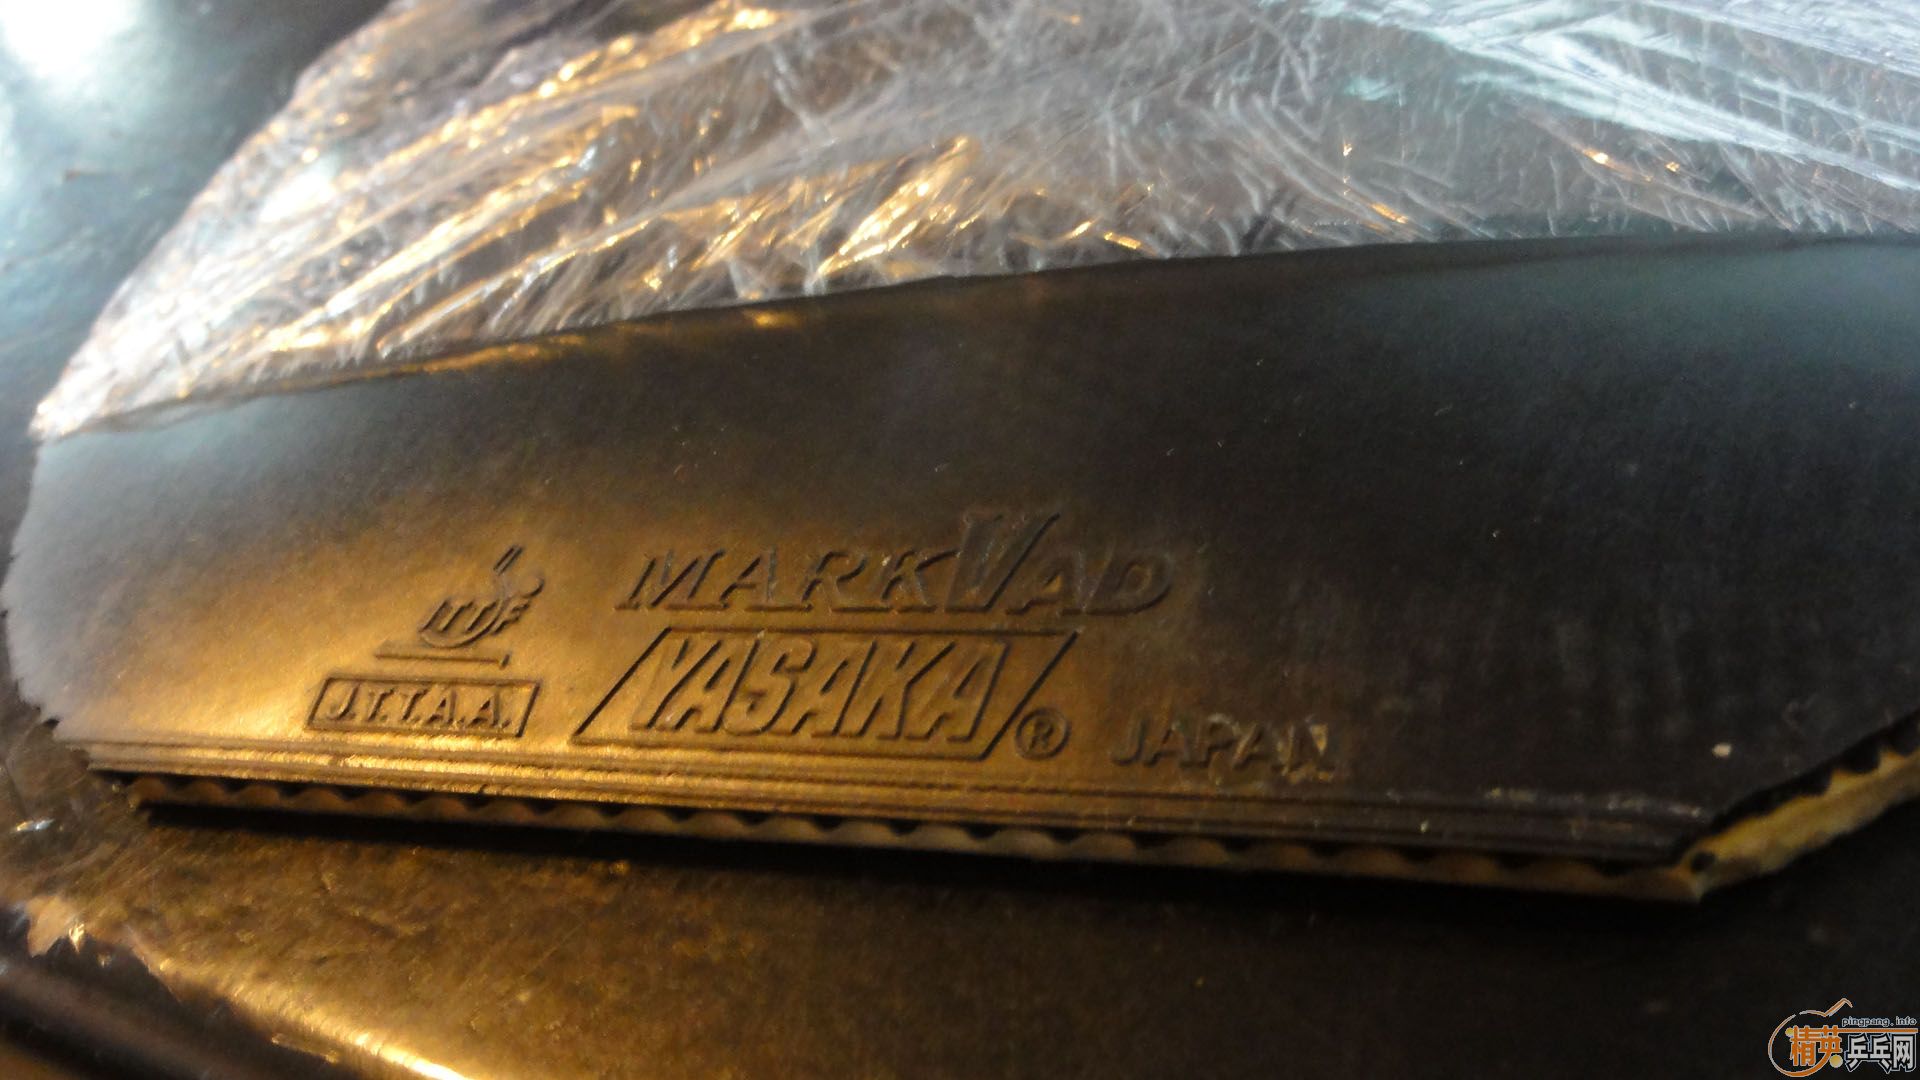 MARK V AD
ITTF
YASAKA ®
J.T.T.A.A.
JAPAN
pingpang.info
精英乒乓网